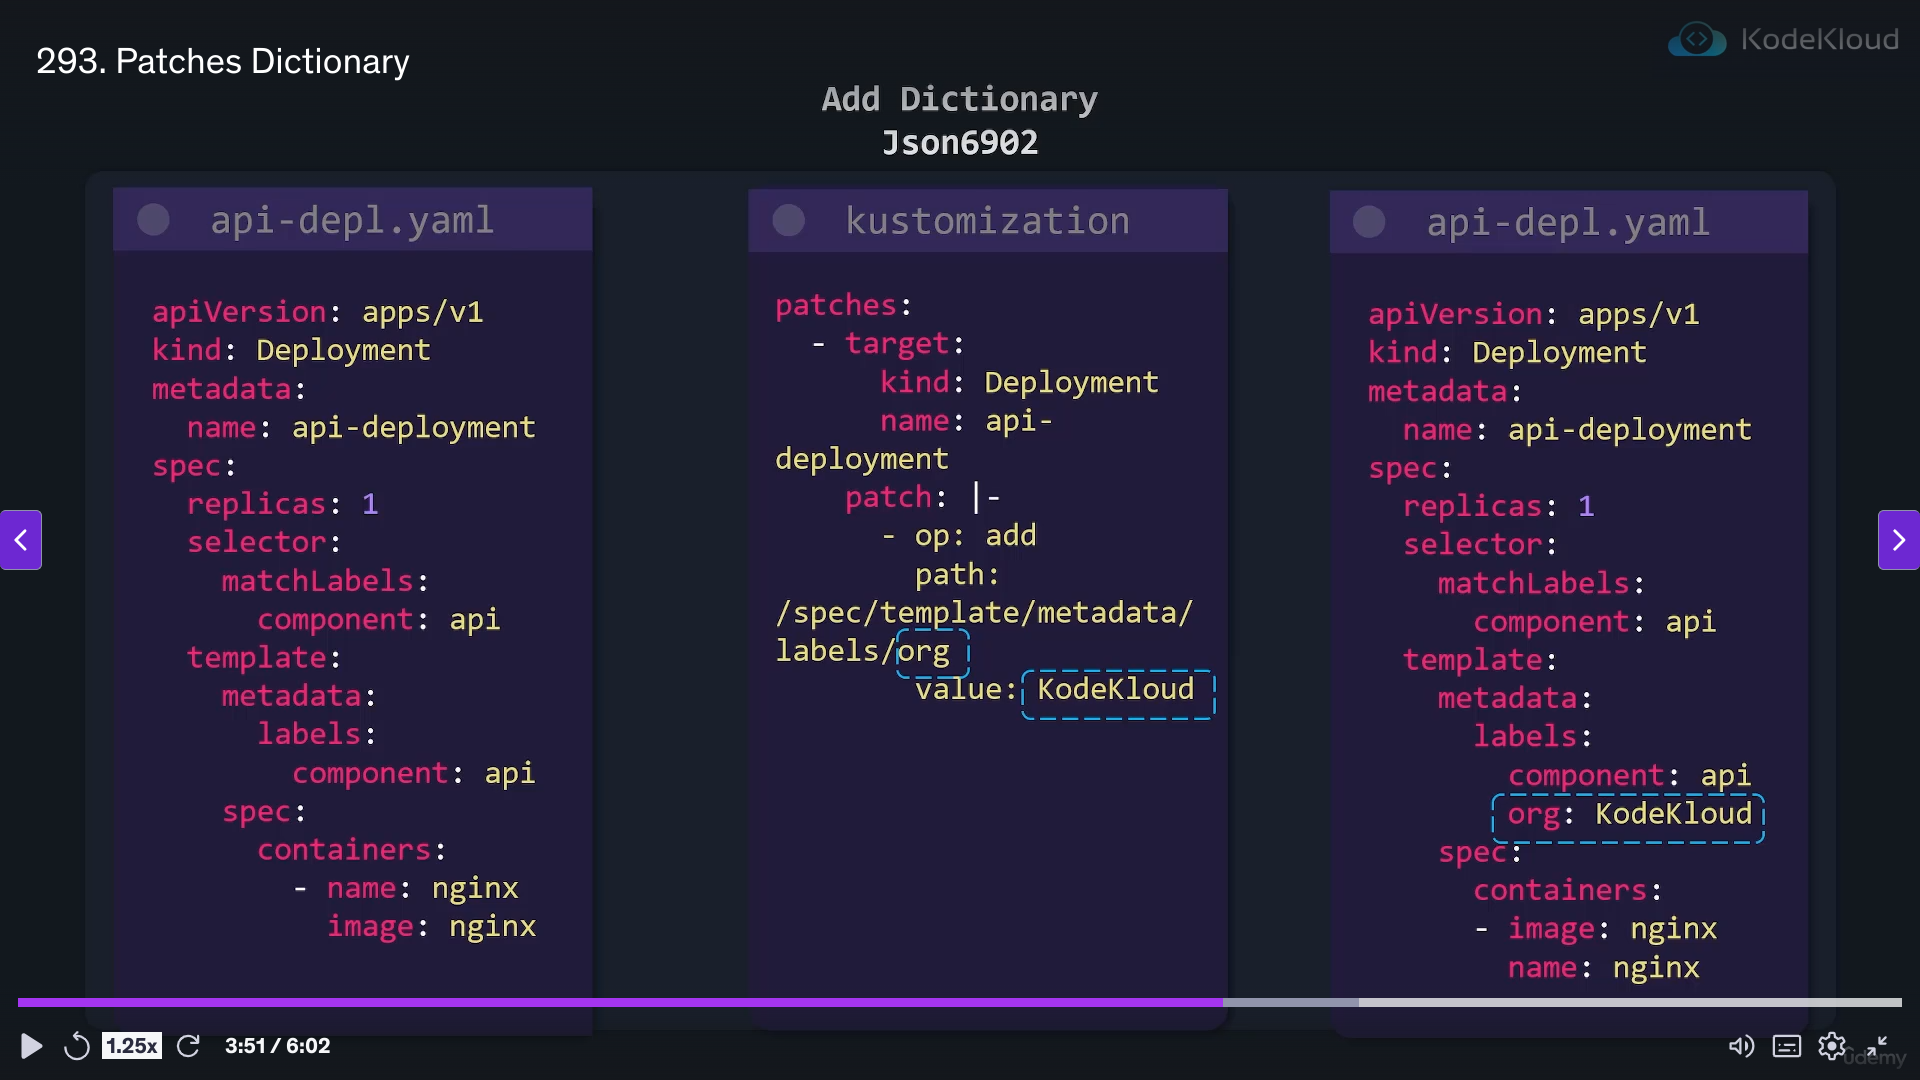 293. Patches Dictionary
KodeKloud
Add Dictionary
Json6902
api-depl.yaml
apiVersion: apps/v1
kind: Deployment
metadata:
  name: api-deployment
spec:
  replicas: 1
  selector:
    matchLabels:
      component: api
  template:
    metadata:
      labels:
        component: api
    spec:
      containers:
        - name: nginx
          image: nginx
kustomization
patches:
  - target:
      kind: Deployment
      name: api-
deployment
    patch: |-
      - op: add
        path:
/spec/template/metadata/
labels/org
        value: KodeKloud
api-depl.yaml
apiVersion: apps/v1
kind: Deployment
metadata:
  name: api-deployment
spec:
  replicas: 1
  selector:
    matchLabels:
      component: api
  template:
    metadata:
      labels:
        component: api
        org: KodeKloud
    spec:
      containers:
      - image: nginx
        name: nginx
1.25x
3:51 / 6:02
udemy